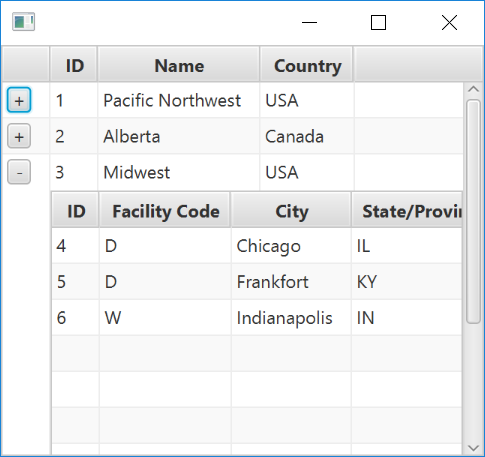 ID Name Country
+ 1 Pacific Northwest USA
+ 2 Alberta Canada
- 3 Midwest USA
ID Facility Code City State/Provin
4 D Chicago IL
5 D Frankfort KY
6 W Indianapolis IN